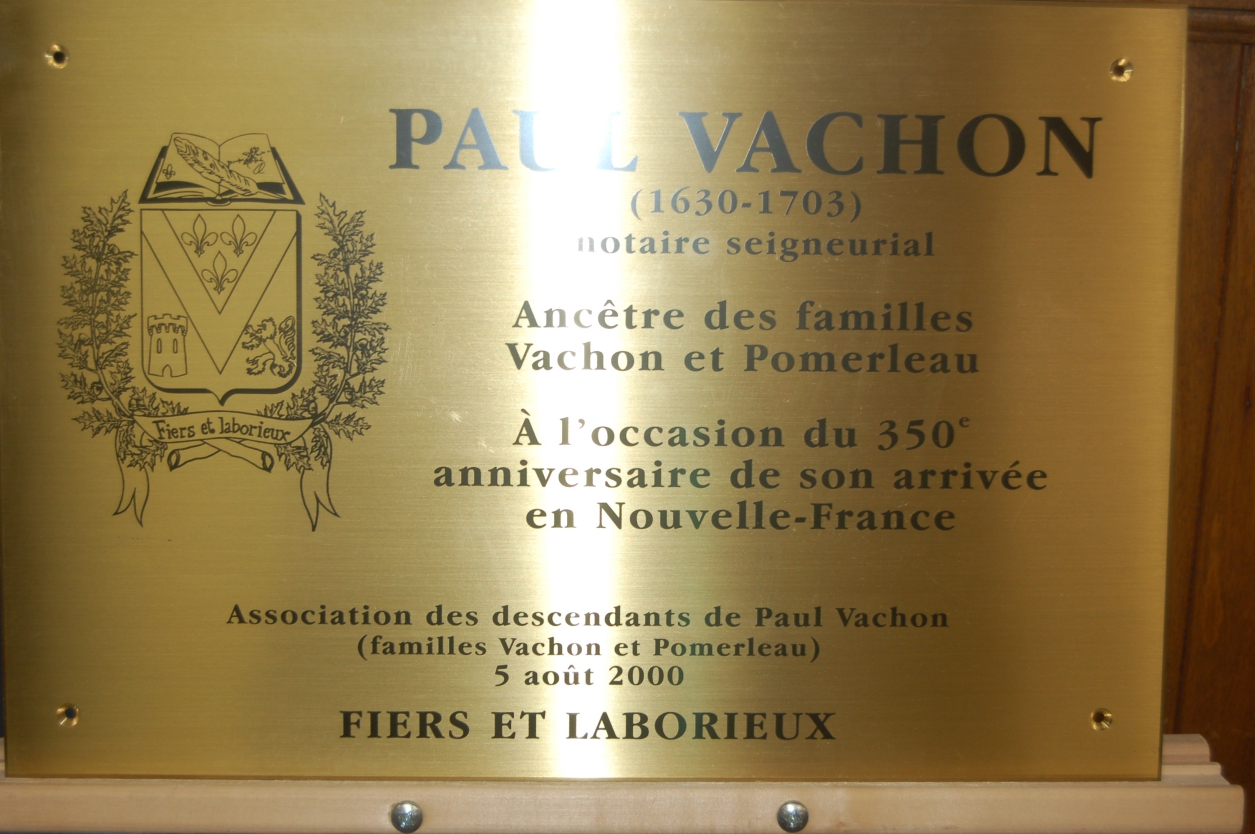 PAUL VACHON
(1630-1703)
notaire seigneurial
Ancêtre des familles
Vachon et Pomerleau
À l'occasion du 350e
anniversaire de son arrivée
en Nouvelle-France
Fiers et laborieux
Association des descendants de Paul Vachon
(familles Vachon et Pomerleau)
5 août 2000
FIERS ET LABORIEUX